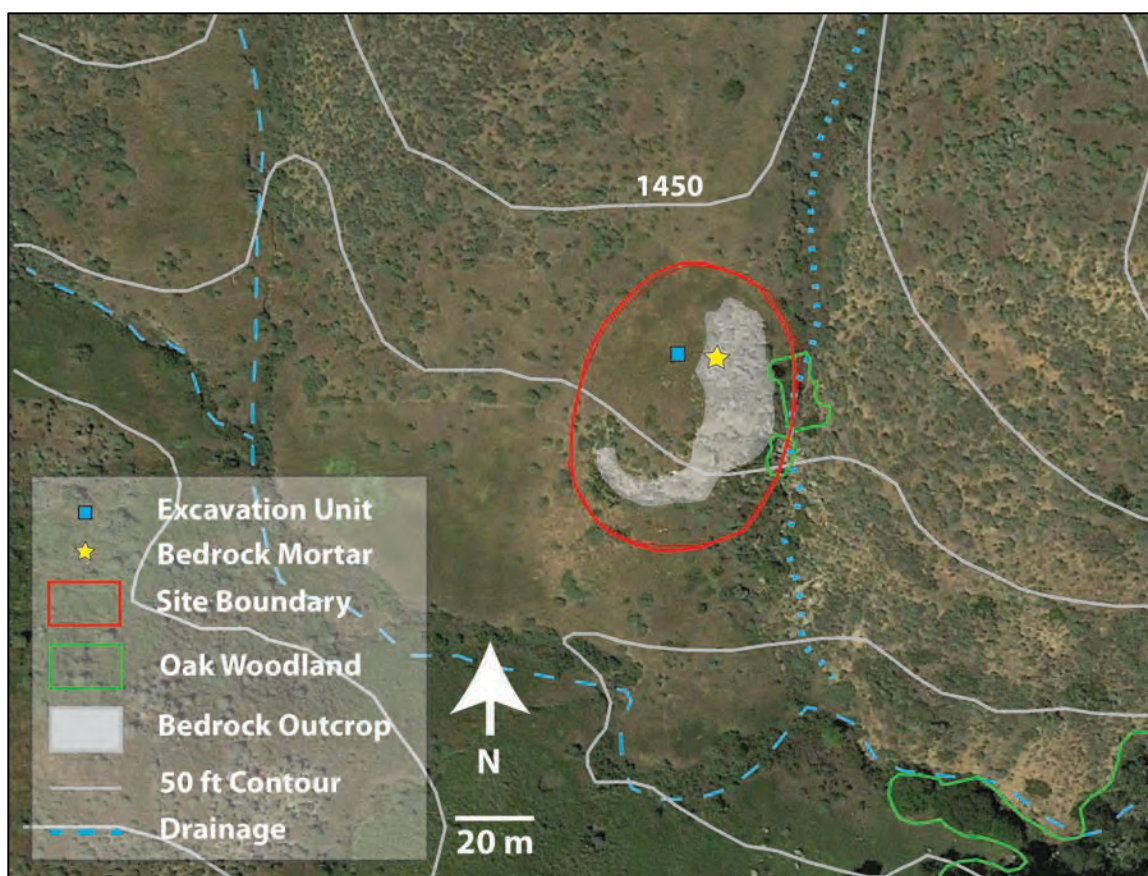 1450
Excavation Unit
Bedrock Mortar
Site Boundary
Oak Woodland
Bedrock Outcrop
50 ft Contour
Drainage
N
20 m